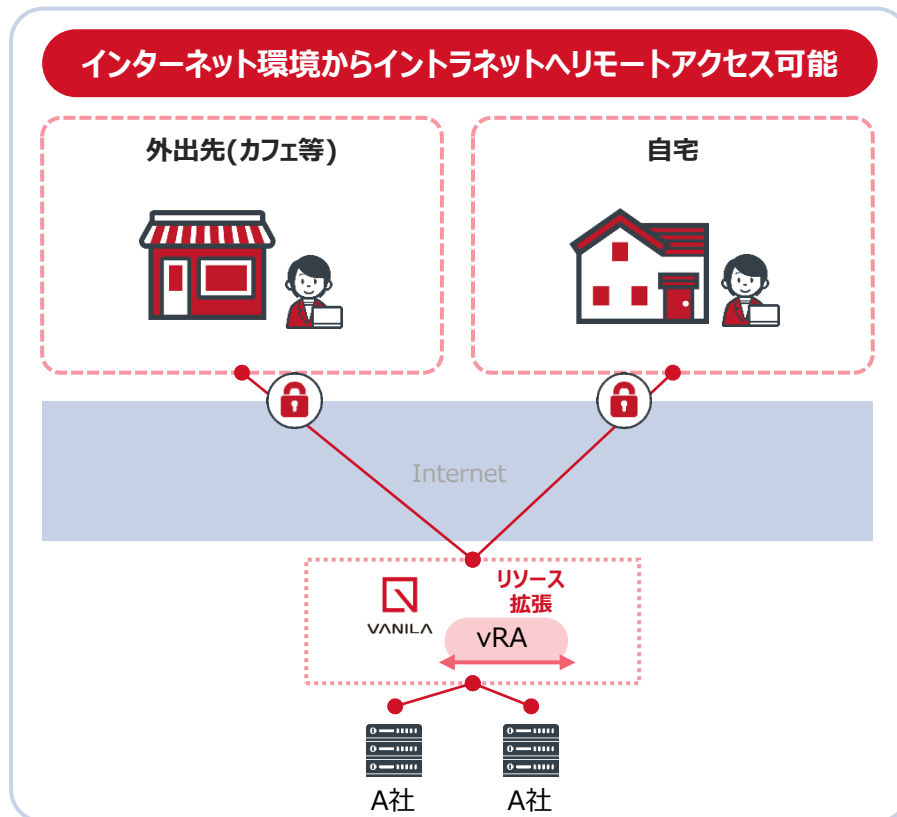 インターネット環境からイントラネットへリモートアクセス可能
外出先(カフェ等)
自宅
Internet
リソース
拡張
VANILA
vRA
A社
A社